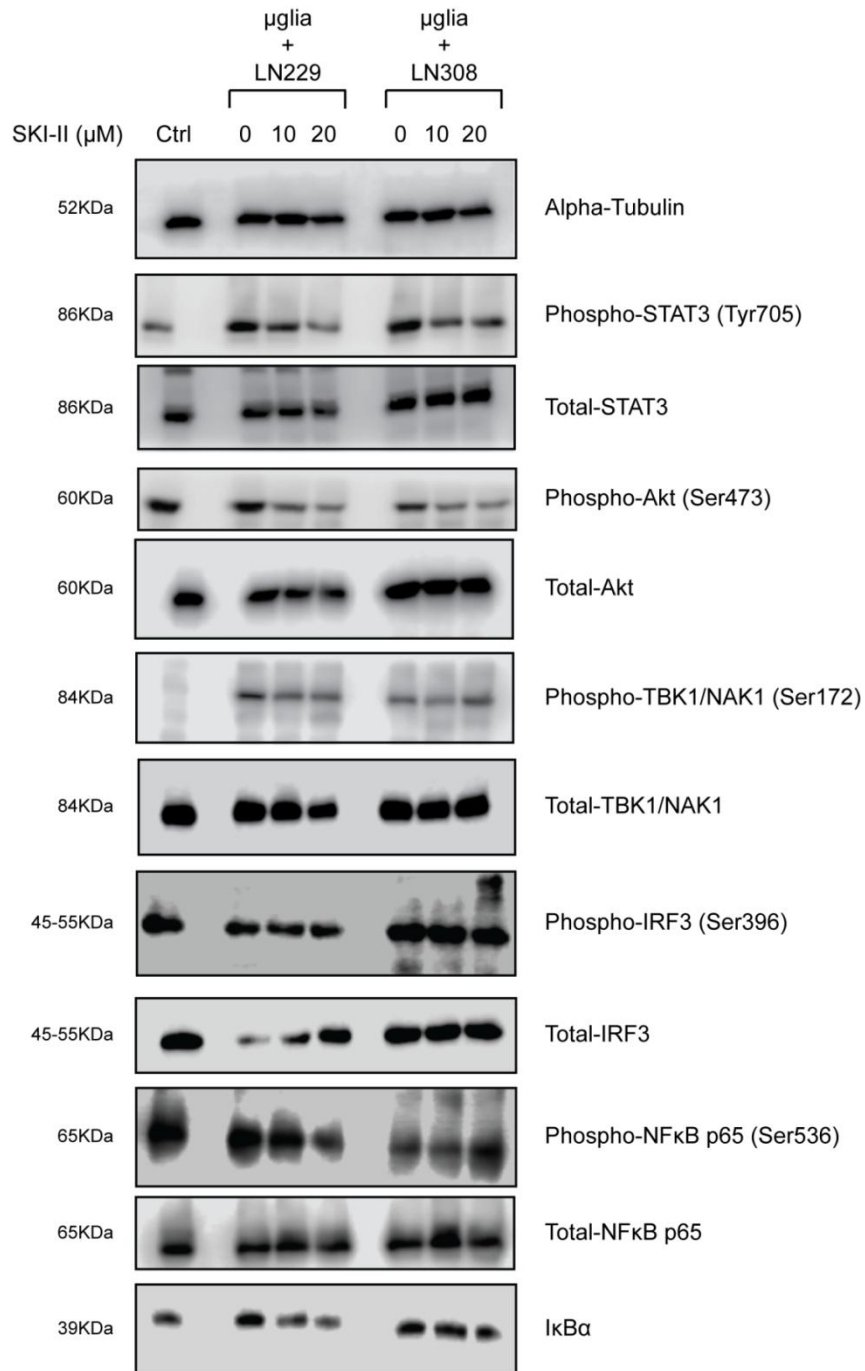 µglia µglia
+ +
LN229 LN308
SKI-II (µM) Ctrl 0 10 20 0 10 20
52KDa Alpha-Tubulin
86KDa Phospho-STAT3 (Tyr705)
86KDa Total-STAT3
60KDa Phospho-Akt (Ser473)
60KDa Total-Akt
84KDa Phospho-TBK1/NAK1 (Ser172)
84KDa Total-TBK1/NAK1
45-55KDa Phospho-IRF3 (Ser396)
45-55KDa Total-IRF3
65KDa Phospho-NFκB p65 (Ser536)
65KDa Total-NFκB p65
39KDa IκBα